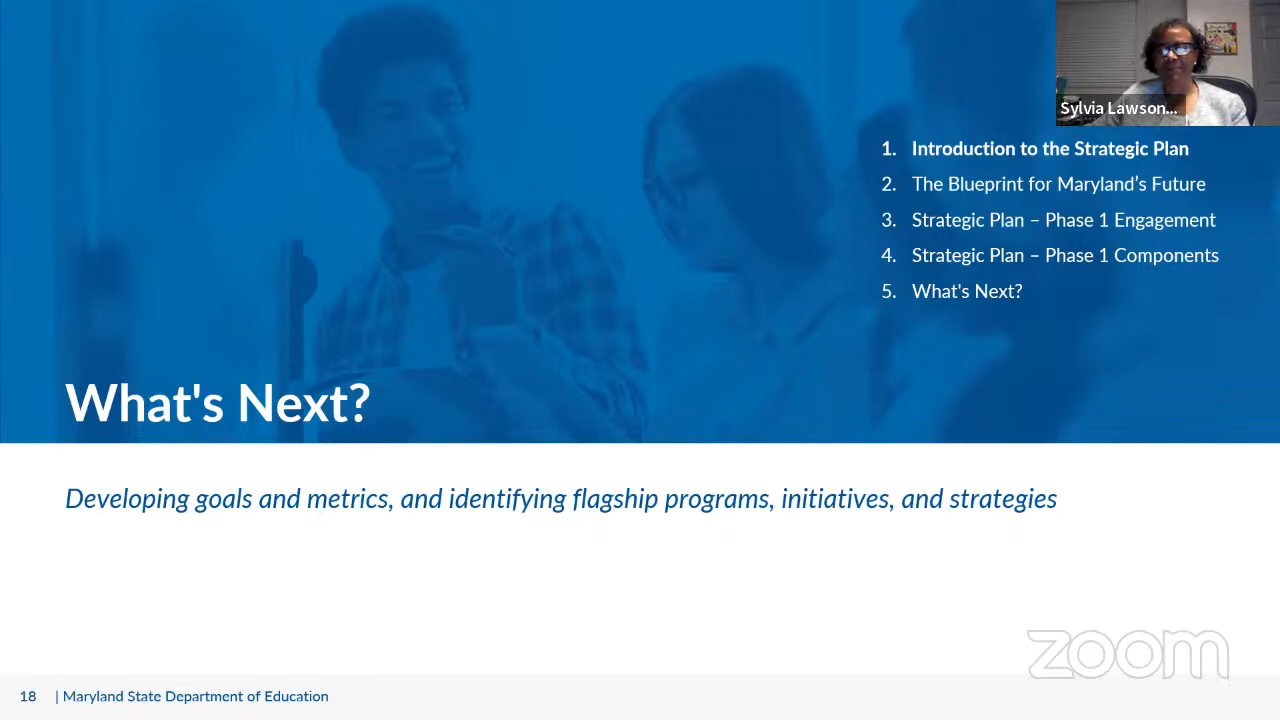 Sylvia Lawson...
1. Introduction to the Strategic Plan
2. The Blueprint for Maryland's Future
3. Strategic Plan – Phase 1 Engagement
4. Strategic Plan – Phase 1 Components
5. What's Next?
What's Next?
Developing goals and metrics, and identifying flagship programs, initiatives, and strategies
zoom
18 | Maryland State Department of Education